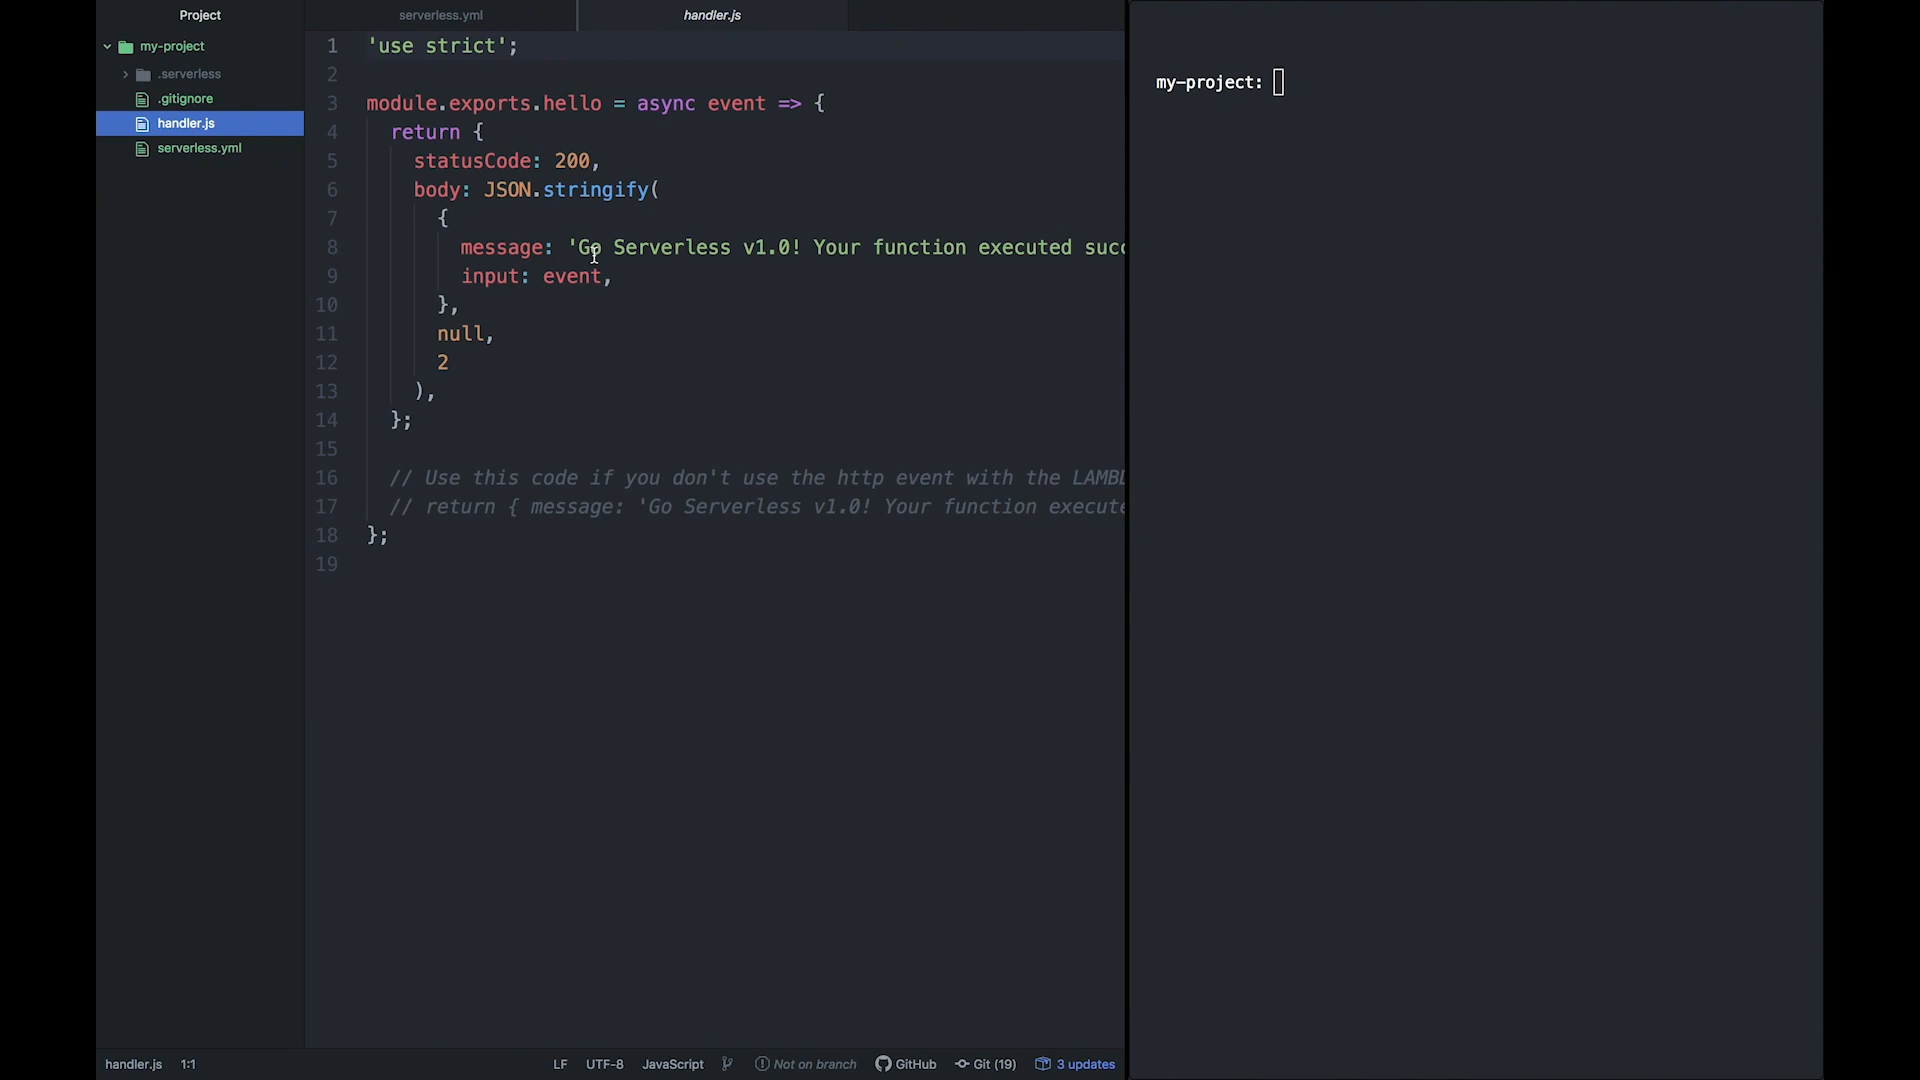 Project
my-project
.serverless
.gitignore
handler.js
serverless.yml
serverless.yml
handler.js
1 'use strict';
2
3 module.exports.hello = async event => {
4 return {
5 statusCode: 200,
6 body: JSON.stringify(
7 {
8 message: 'Go Serverless v1.0! Your function executed succ
9 input: event,
10 },
11 null,
12 2
13 ),
14 };
15
16 // Use this code if you don't use the http event with the LAMBD
17 // return { message: 'Go Serverless v1.0! Your function execute
18 };
19
my-project:
handler.js 1:1 LF UTF-8 JavaScript Not on branch GitHub Git (19) 3 updates